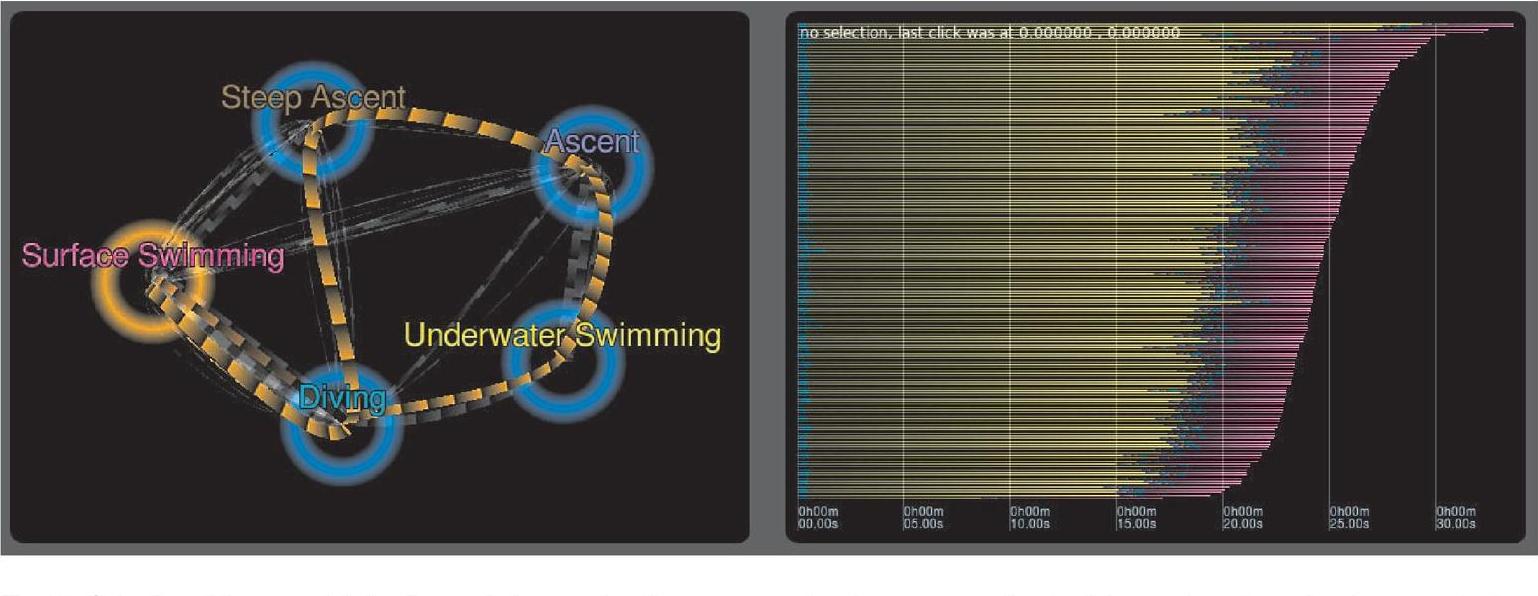 Steep Ascent
Ascent
Surface Swimming
Underwater Swimming
Diving
no selection, last click was at 0.000000 , 0.000000
0h00m 0h00m 0h00m 0h00m 0h00m 0h00m 0h00m
00.00s 05.00s 10.00s 15.00s 20.00s 25.00s 30.00s